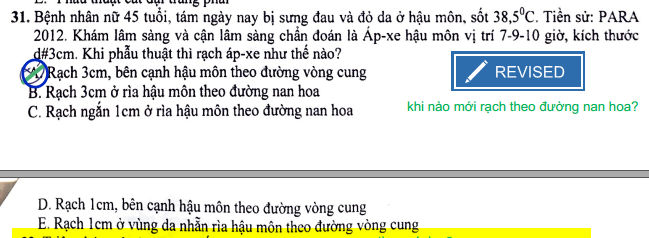 31. Bệnh nhân nữ 45 tuổi, tám ngày nay bị sưng đau và đỏ da ở hậu môn, sốt 38,5⁰C. Tiền sử: PARA
2012. Khám lâm sàng và cận lâm sàng chẩn đoán là Áp-xe hậu môn vị trí 7-9-10 giờ, kích thước
d#3cm. Khi phẫu thuật thì rạch áp-xe như thế nào?
A. Rạch 3cm, bên cạnh hậu môn theo đường vòng cung
REVISED
B. Rạch 3cm ở rìa hậu môn theo đường nan hoa
C. Rạch ngắn 1cm ở rìa hậu môn theo đường nan hoa
khi nào mới rạch theo đường nan hoa?
D. Rạch 1cm, bên cạnh hậu môn theo đường vòng cung
E. Rạch 1cm ở vùng da nhẵn rìa hậu môn theo đường vòng cung